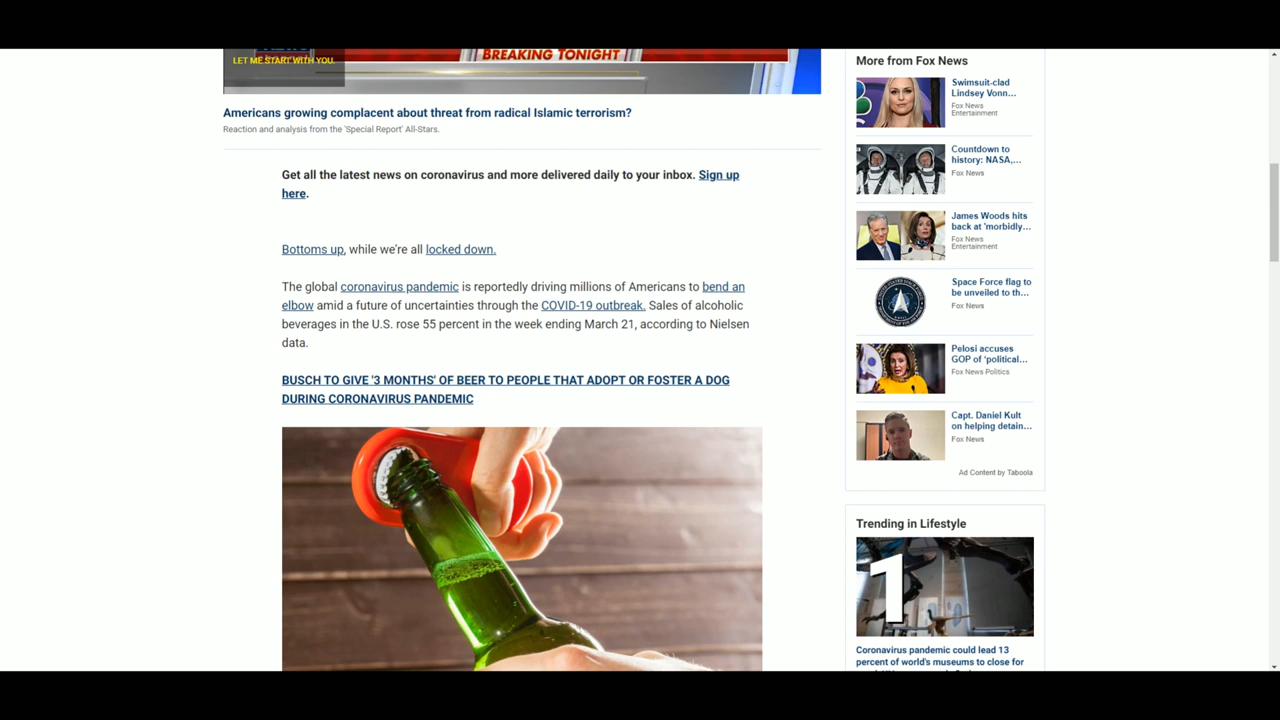 BREAKING TONIGHT
LET ME START WITH YOU.
Americans growing complacent about threat from radical Islamic terrorism?
Reaction and analysis from the 'Special Report' All-Stars.
Get all the latest news on coronavirus and more delivered daily to your inbox. Sign up
here.
Bottoms up, while we're all locked down.
The global coronavirus pandemic is reportedly driving millions of Americans to bend an
elbow amid a future of uncertainties through the COVID-19 outbreak. Sales of alcoholic
beverages in the U.S. rose 55 percent in the week ending March 21, according to Nielsen
data.
BUSCH TO GIVE '3 MONTHS' OF BEER TO PEOPLE THAT ADOPT OR FOSTER A DOG
DURING CORONAVIRUS PANDEMIC
More from Fox News
Swimsuit-clad
Lindsey Vonn...
Fox News
Entertainment
Countdown to
history: NASA,...
Fox News
James Woods hits
back at 'morbidly...
Fox News
Entertainment
Space Force flag to
be unveiled to th...
Fox News
Pelosi accuses
GOP of 'political...
Fox News Politics
Capt. Daniel Kult
on helping detain...
Fox News
Ad Content by Taboola
Trending in Lifestyle
1
Coronavirus pandemic could lead 13
percent of world's museums to close for